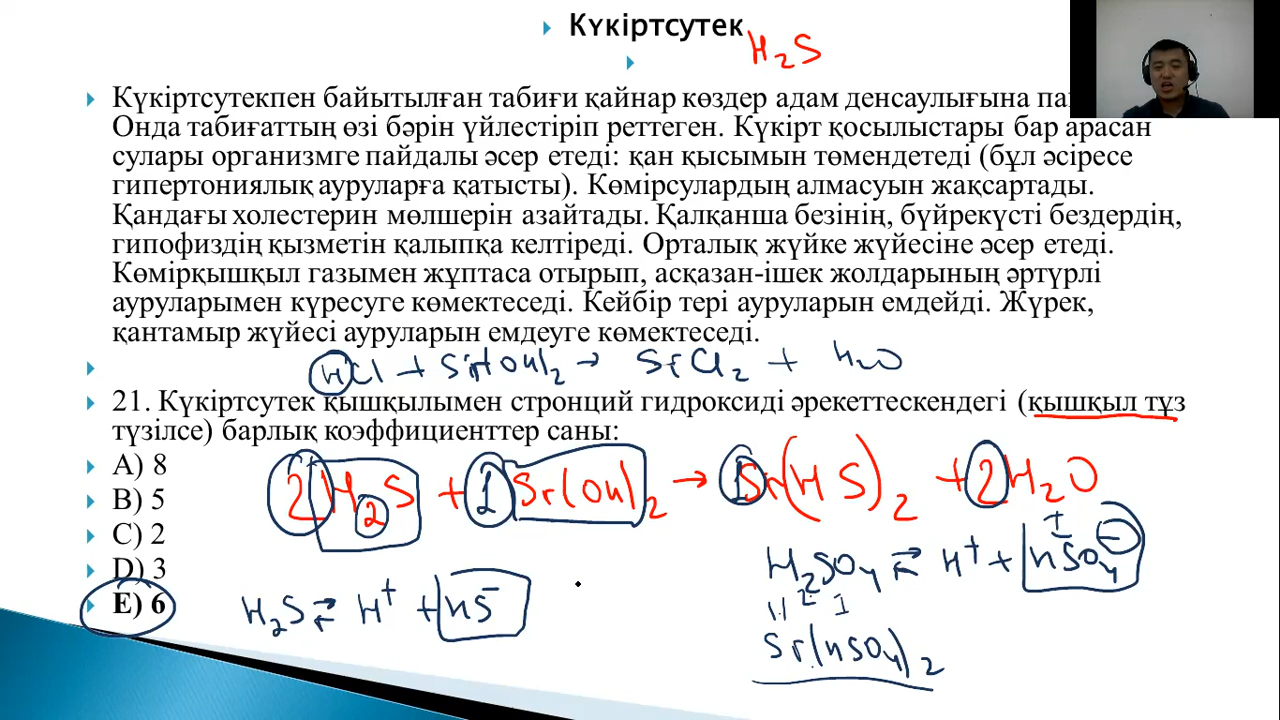 Күкіртсутек
H₂S
Күкіртсутекпен байытылған табиғи қайнар көздер адам денсаулығына
Онда табиғаттың өзі бәрін үйлестіріп реттеген. Күкірт қосылыстары бар арасан
сулары организмге пайдалы әсер етеді: қан қысымын төмендетеді (бұл әсіресе
гипертониялық ауруларға қатысты). Көмірсулардың алмасуын жақсартады.
Қандағы холестерин мөлшерін азайтады. Қалқанша безінің, бүйрекүсті бездердің,
гипофиздің қызметін қалыпқа келтіреді. Орталық жүйке жүйесіне әсер етеді.
Көмірқышқыл газымен жұптаса отырып, асқазан-ішек жолдарының әртүрлі
ауруларымен күресуге көмектеседі. Кейбір тері ауруларын емдейді. Жүрек,
қантамыр жүйесі ауруларын емдеуге көмектеседі.
HCl + Sr(OH)₂ → SrCl₂ + H₂O
21. Күкіртсутек қышқылымен стронций гидроксиді әрекеттескендегі (қышқыл тұз
түзілсе) барлық коэффициенттер саны:
A) 8
B) 5
C) 2
D) 3
E) 6
2H₂S + 1Sr(OH)₂ → 1Sr(HS)₂ + 2H₂O
I
H₂SO₄ ⇄ H⁺ + HSO₄⁻
H₂S ⇄ H⁺ + HS⁻
II I
Sr(HSO₄)₂